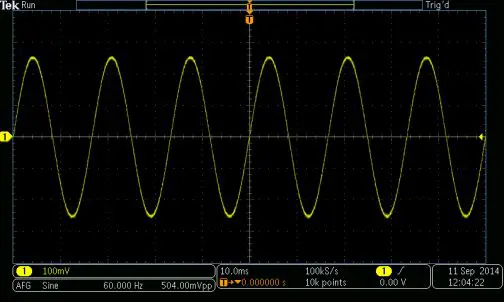 Tek Run Trig'd
T
T
1
1 100mV 10.0ms 100kS/s 1 11 Sep 2014
AFG Sine 60.000 Hz 504.00mVpp T→▼0.000000 s 10k points 0.00 V 12:04:22